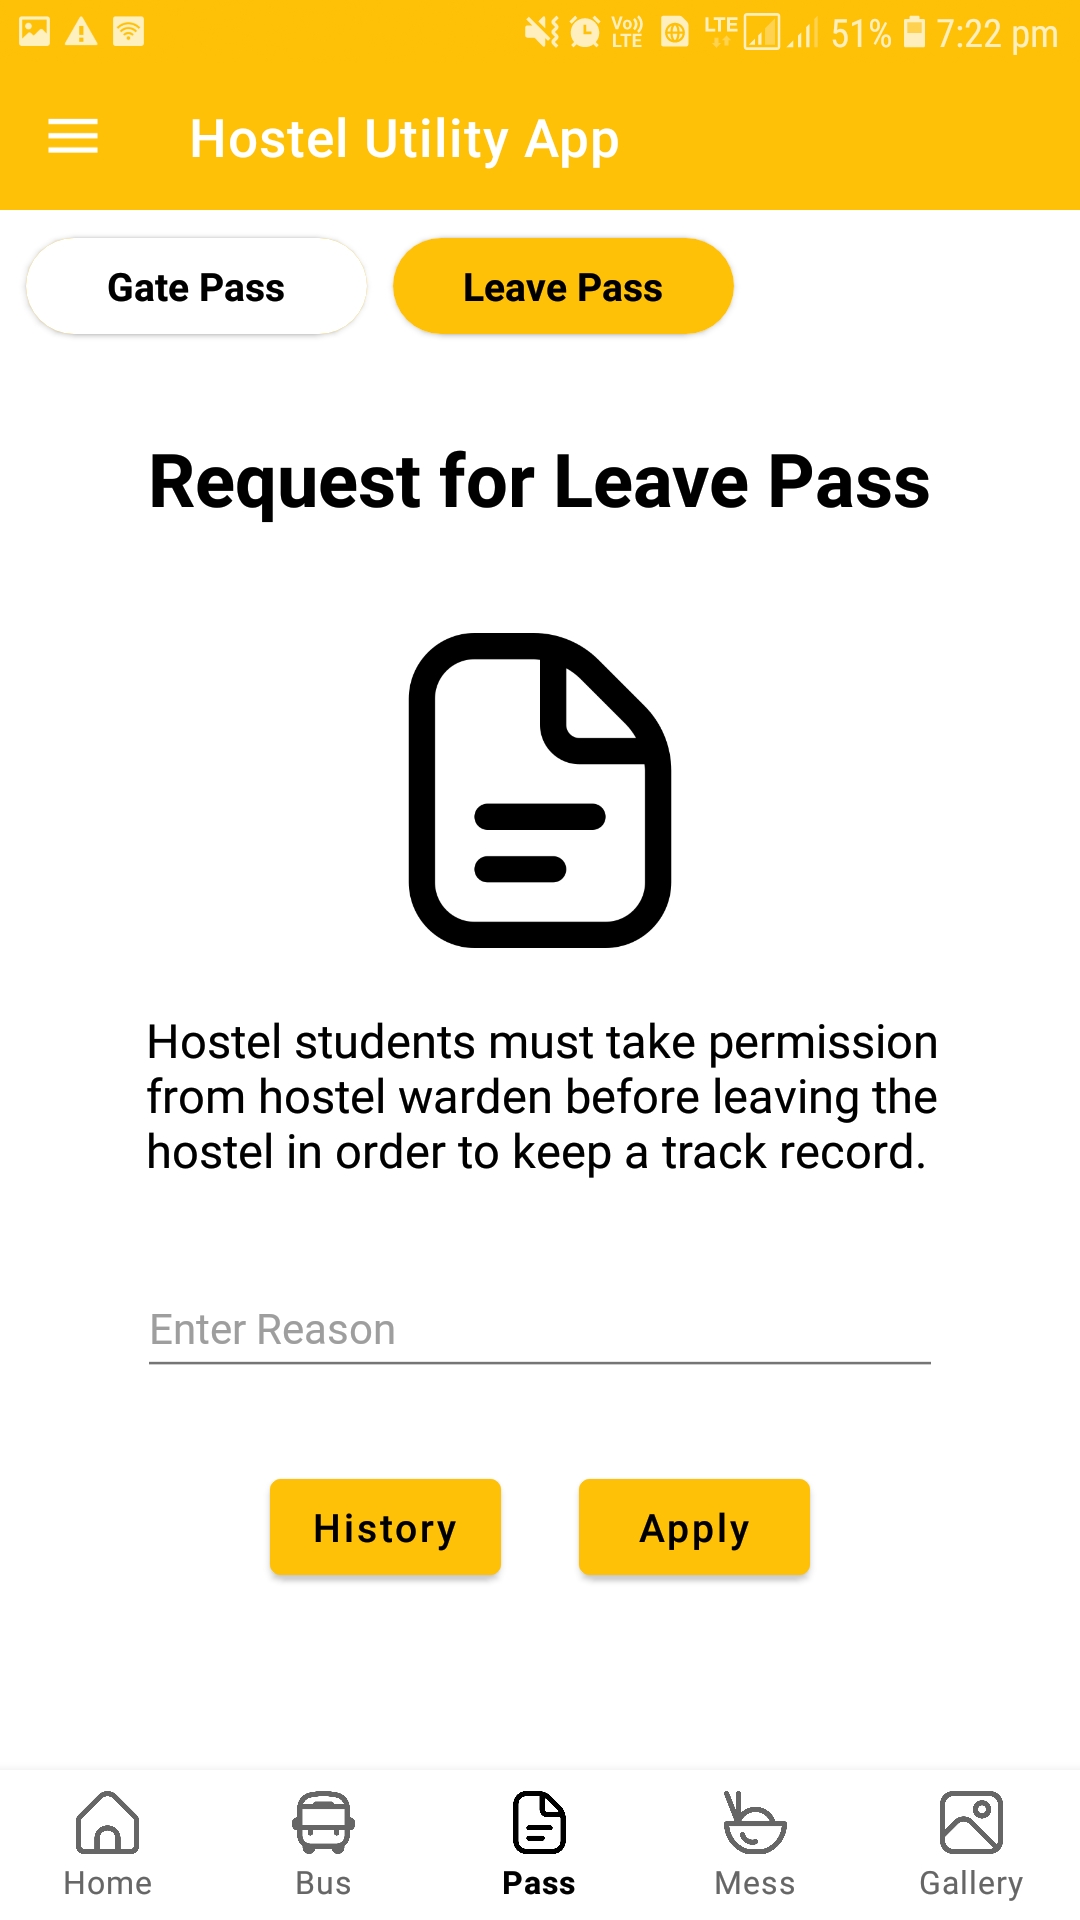 Vo)) LTE LTE 51% 7:22 pm
Hostel Utility App
Gate Pass Leave Pass
Request for Leave Pass
Hostel students must take permission
from hostel warden before leaving the
hostel in order to keep a track record.
Enter Reason
History Apply
Home Bus Pass Mess Gallery